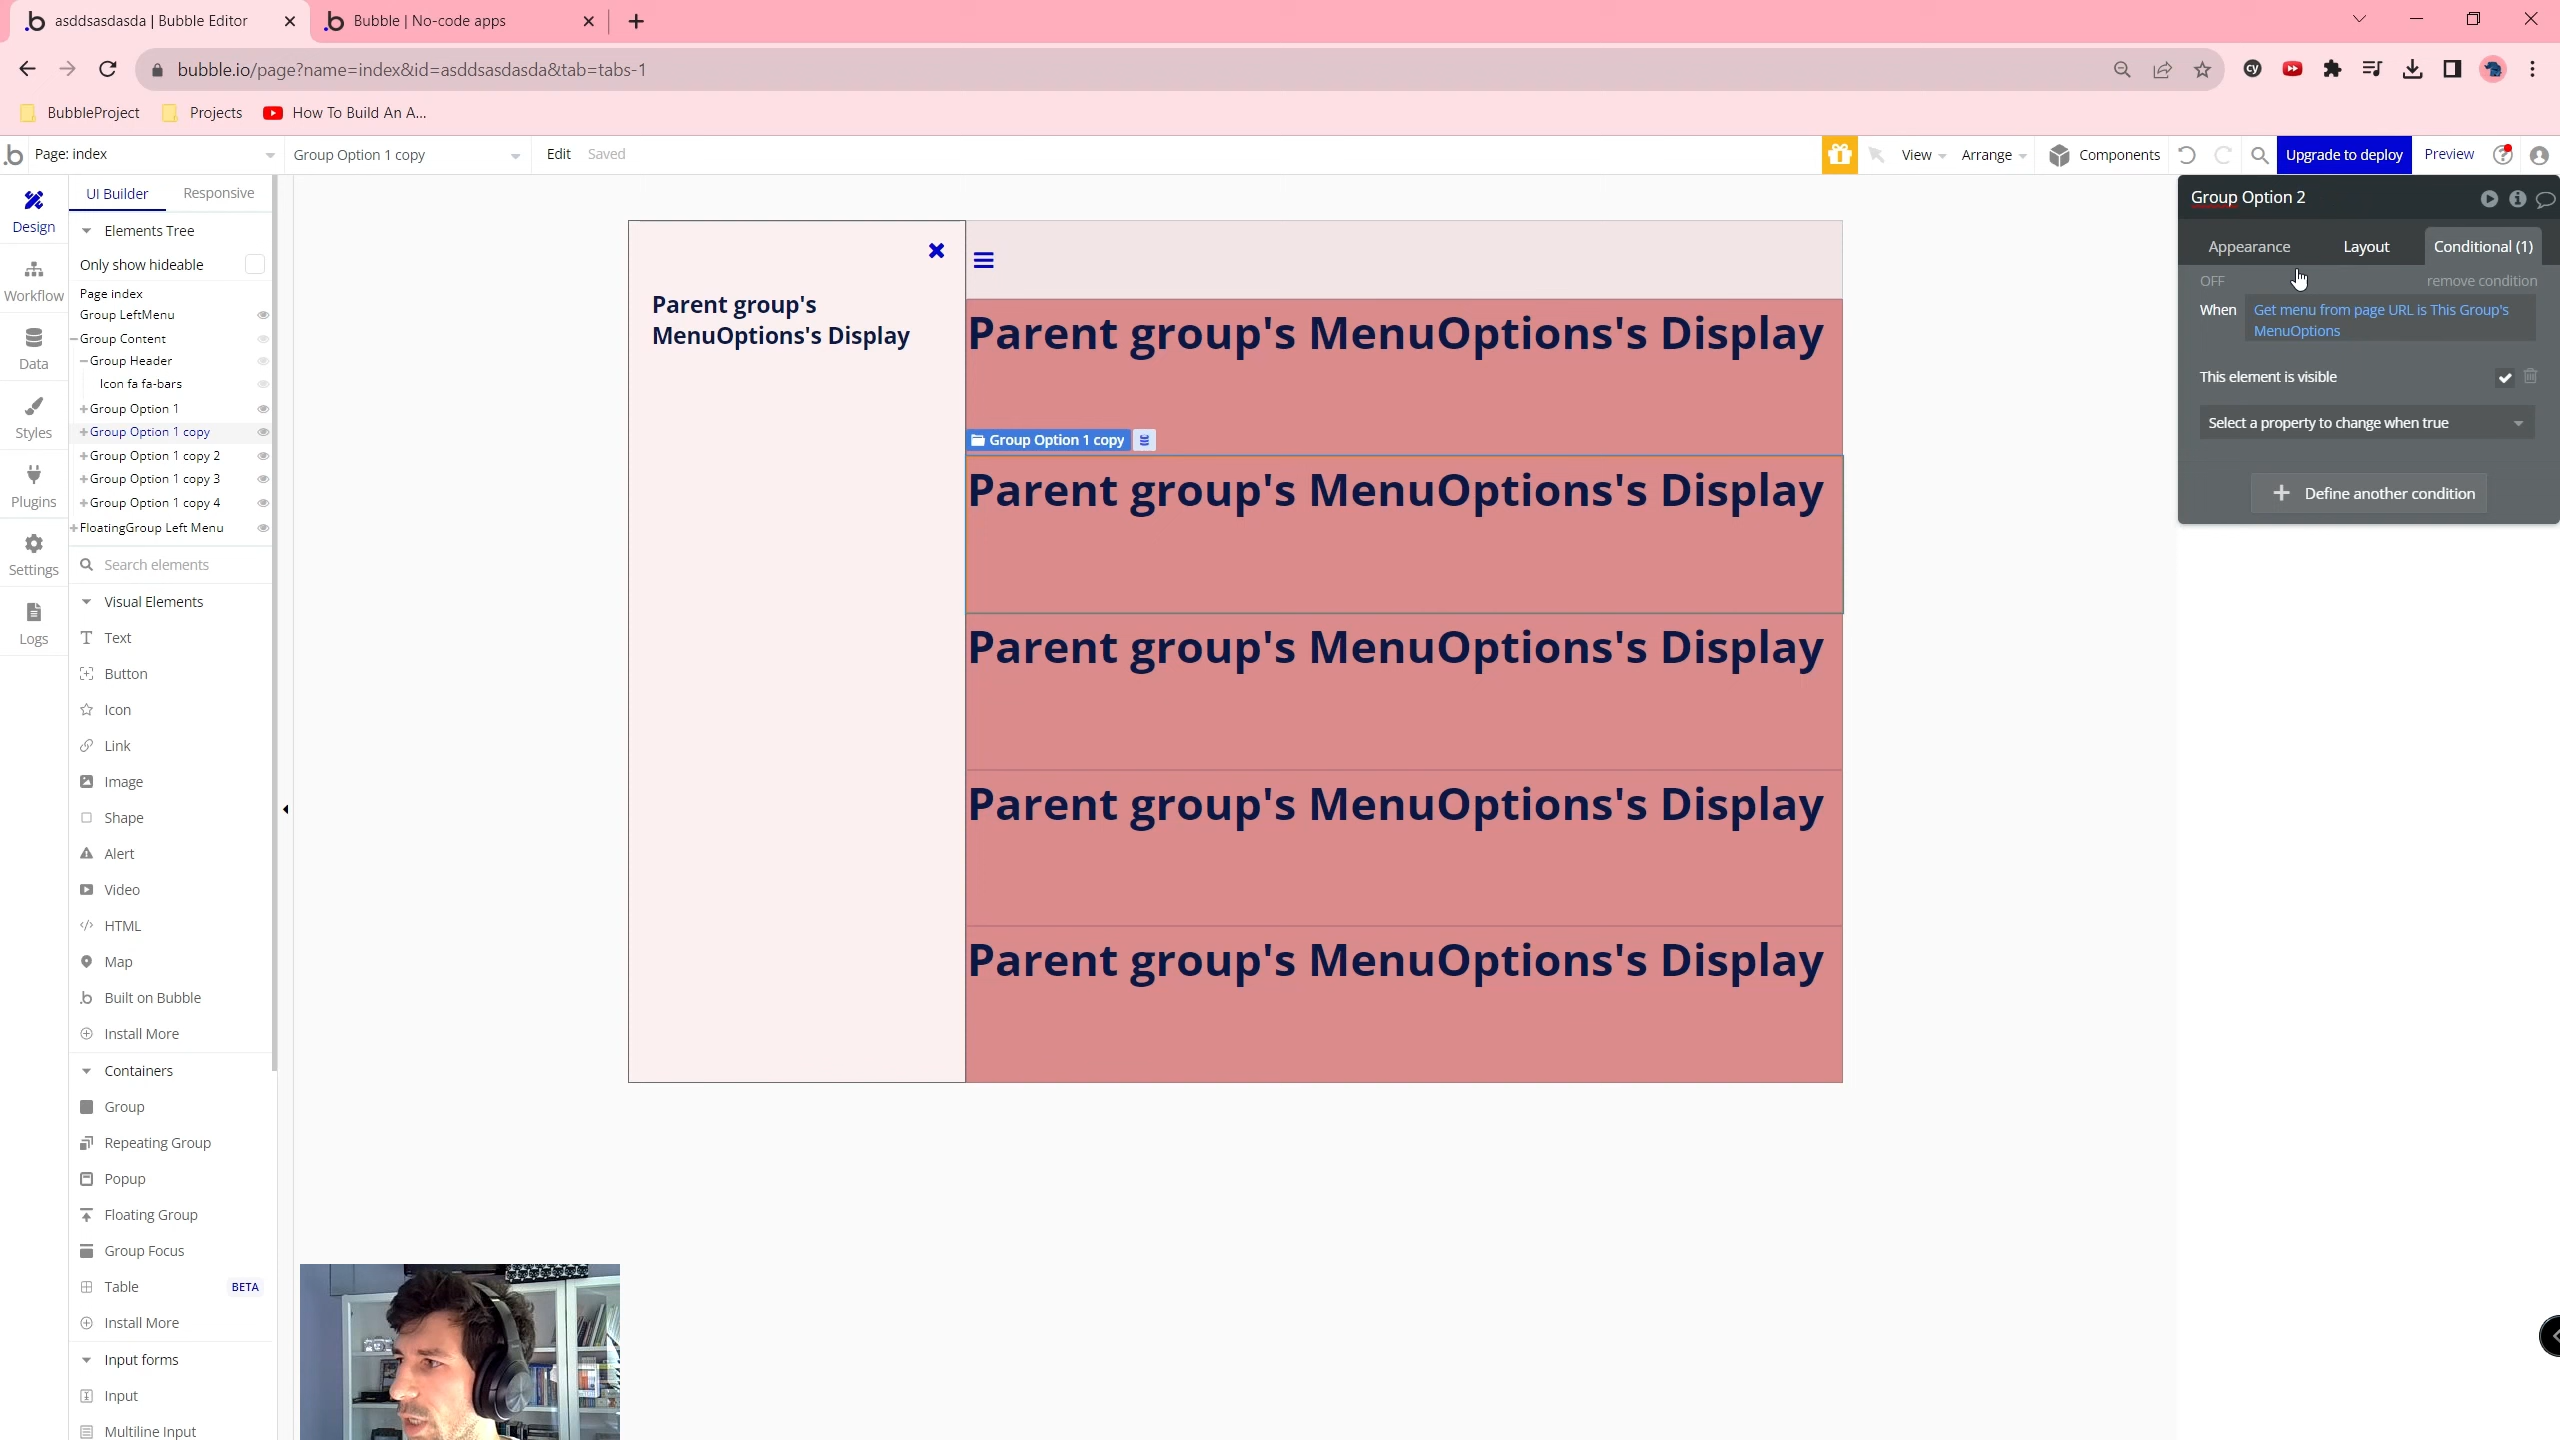 asddsasdasda | Bubble Editor
Bubble | No-code apps
bubble.io/page?name=index&id=asddsasdasda&tab=tabs-1
BubbleProject
Projects
How To Build An A...
Page: index
Group Option 1 copy
Edit
Saved
View
Arrange
Components
Upgrade to deploy
Preview
Design
Workflow
Data
Styles
Plugins
Settings
Logs
UI Builder
Responsive
Elements Tree
Only show hideable
Page index
Group LeftMenu
Group Content
Group Header
Icon fa fa-bars
Group Option 1
Group Option 1 copy
Group Option 1 copy 2
Group Option 1 copy 3
Group Option 1 copy 4
FloatingGroup Left Menu
Search elements
Visual Elements
Text
Button
Icon
Link
Image
Shape
Alert
Video
HTML
Map
Built on Bubble
Install More
Containers
Group
Repeating Group
Popup
Floating Group
Group Focus
Table
BETA
Install More
Input forms
Input
Multiline Input
Parent group's
MenuOptions's Display
Parent group's MenuOptions's Display
Group Option 1 copy
Parent group's MenuOptions's Display
Parent group's MenuOptions's Display
Parent group's MenuOptions's Display
Parent group's MenuOptions's Display
Group Option 2
Appearance
Layout
Conditional (1)
OFF
remove condition
When
Get menu from page URL is This Group's
MenuOptions
This element is visible
Select a property to change when true
Define another condition